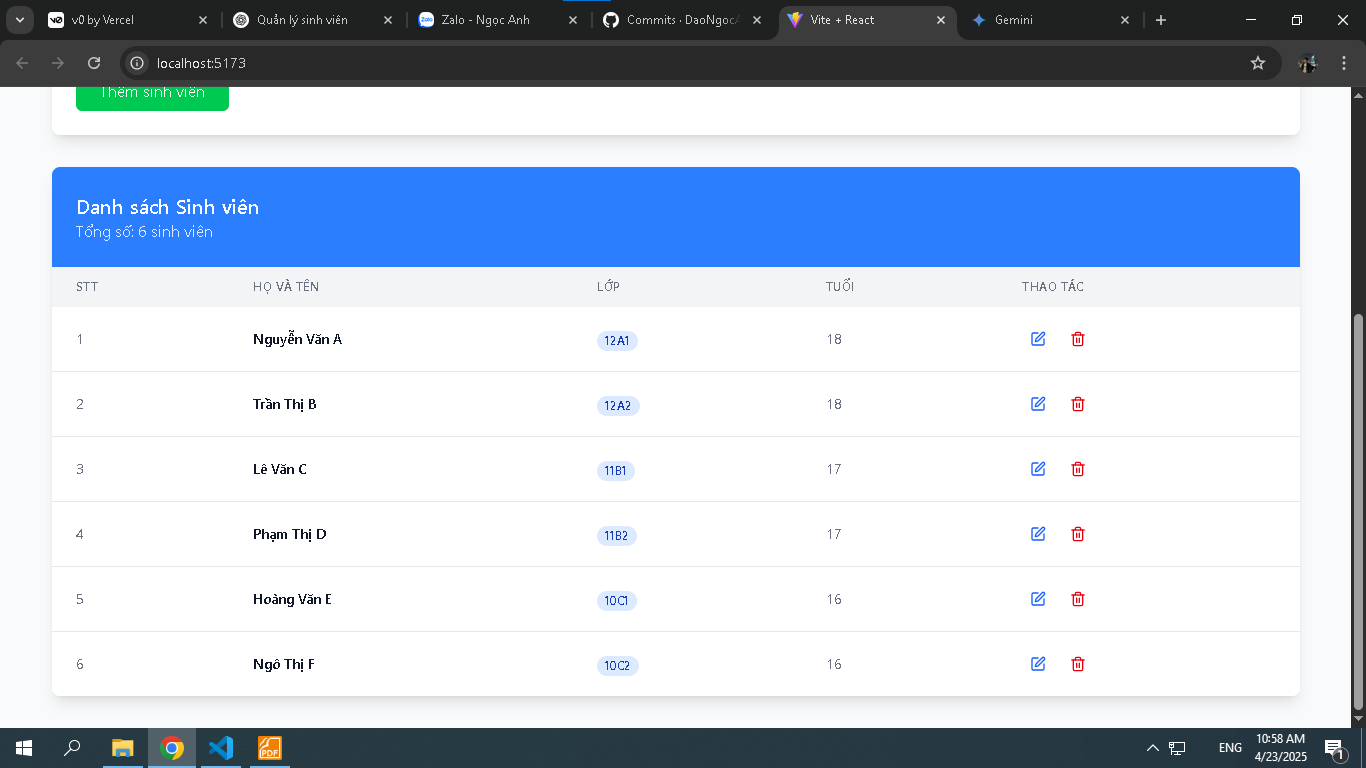 v0 by Vercel
Quản lý sinh viên
Zalo - Ngọc Anh
Commits · DaoNgocA
Vite + React
Gemini
localhost:5173
Thêm sinh viên
Danh sách Sinh viên
Tổng số: 6 sinh viên
STT HỌ VÀ TÊN LỚP TUỔI THAO TÁC
1 Nguyễn Văn A 12A1 18
2 Trần Thị B 12A2 18
3 Lê Văn C 11B1 17
4 Phạm Thị D 11B2 17
5 Hoàng Văn E 10C1 16
6 Ngô Thị F 10C2 16
ENG
10:58 AM
4/23/2025
1